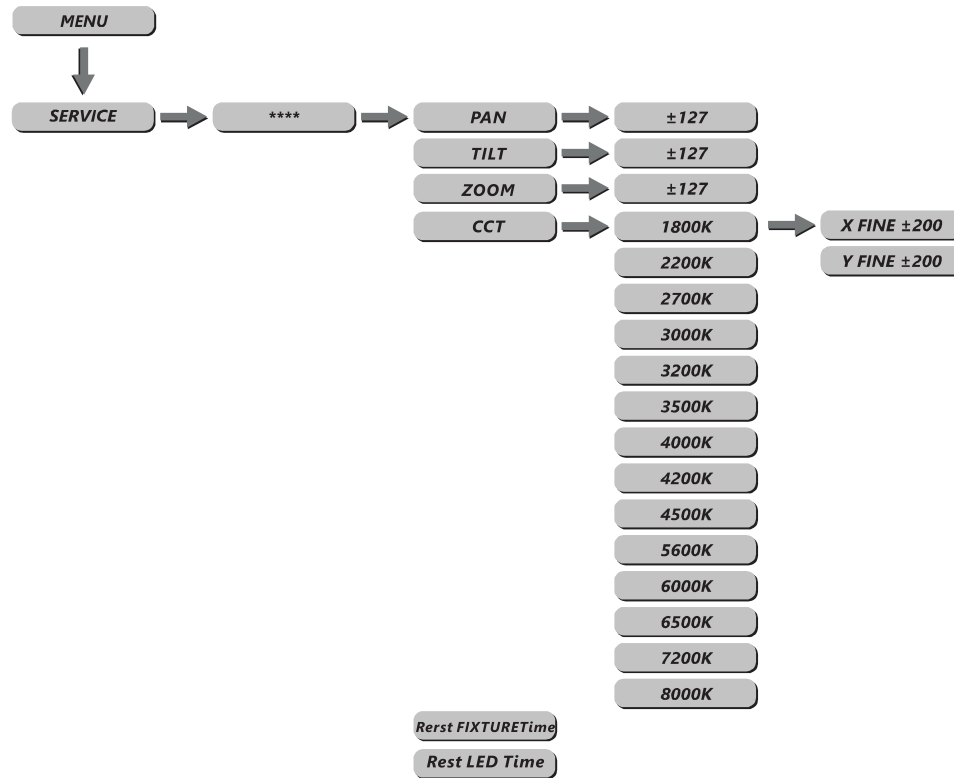 MENU
SERVICE
****
PAN
±127
TILT
±127
ZOOM
±127
CCT
1800K
X FINE ±200
Y FINE ±200
2200K
2700K
3000K
3200K
3500K
4000K
4200K
4500K
5600K
6000K
6500K
7200K
8000K
Rerst FIXTURETime
Rest LED Time